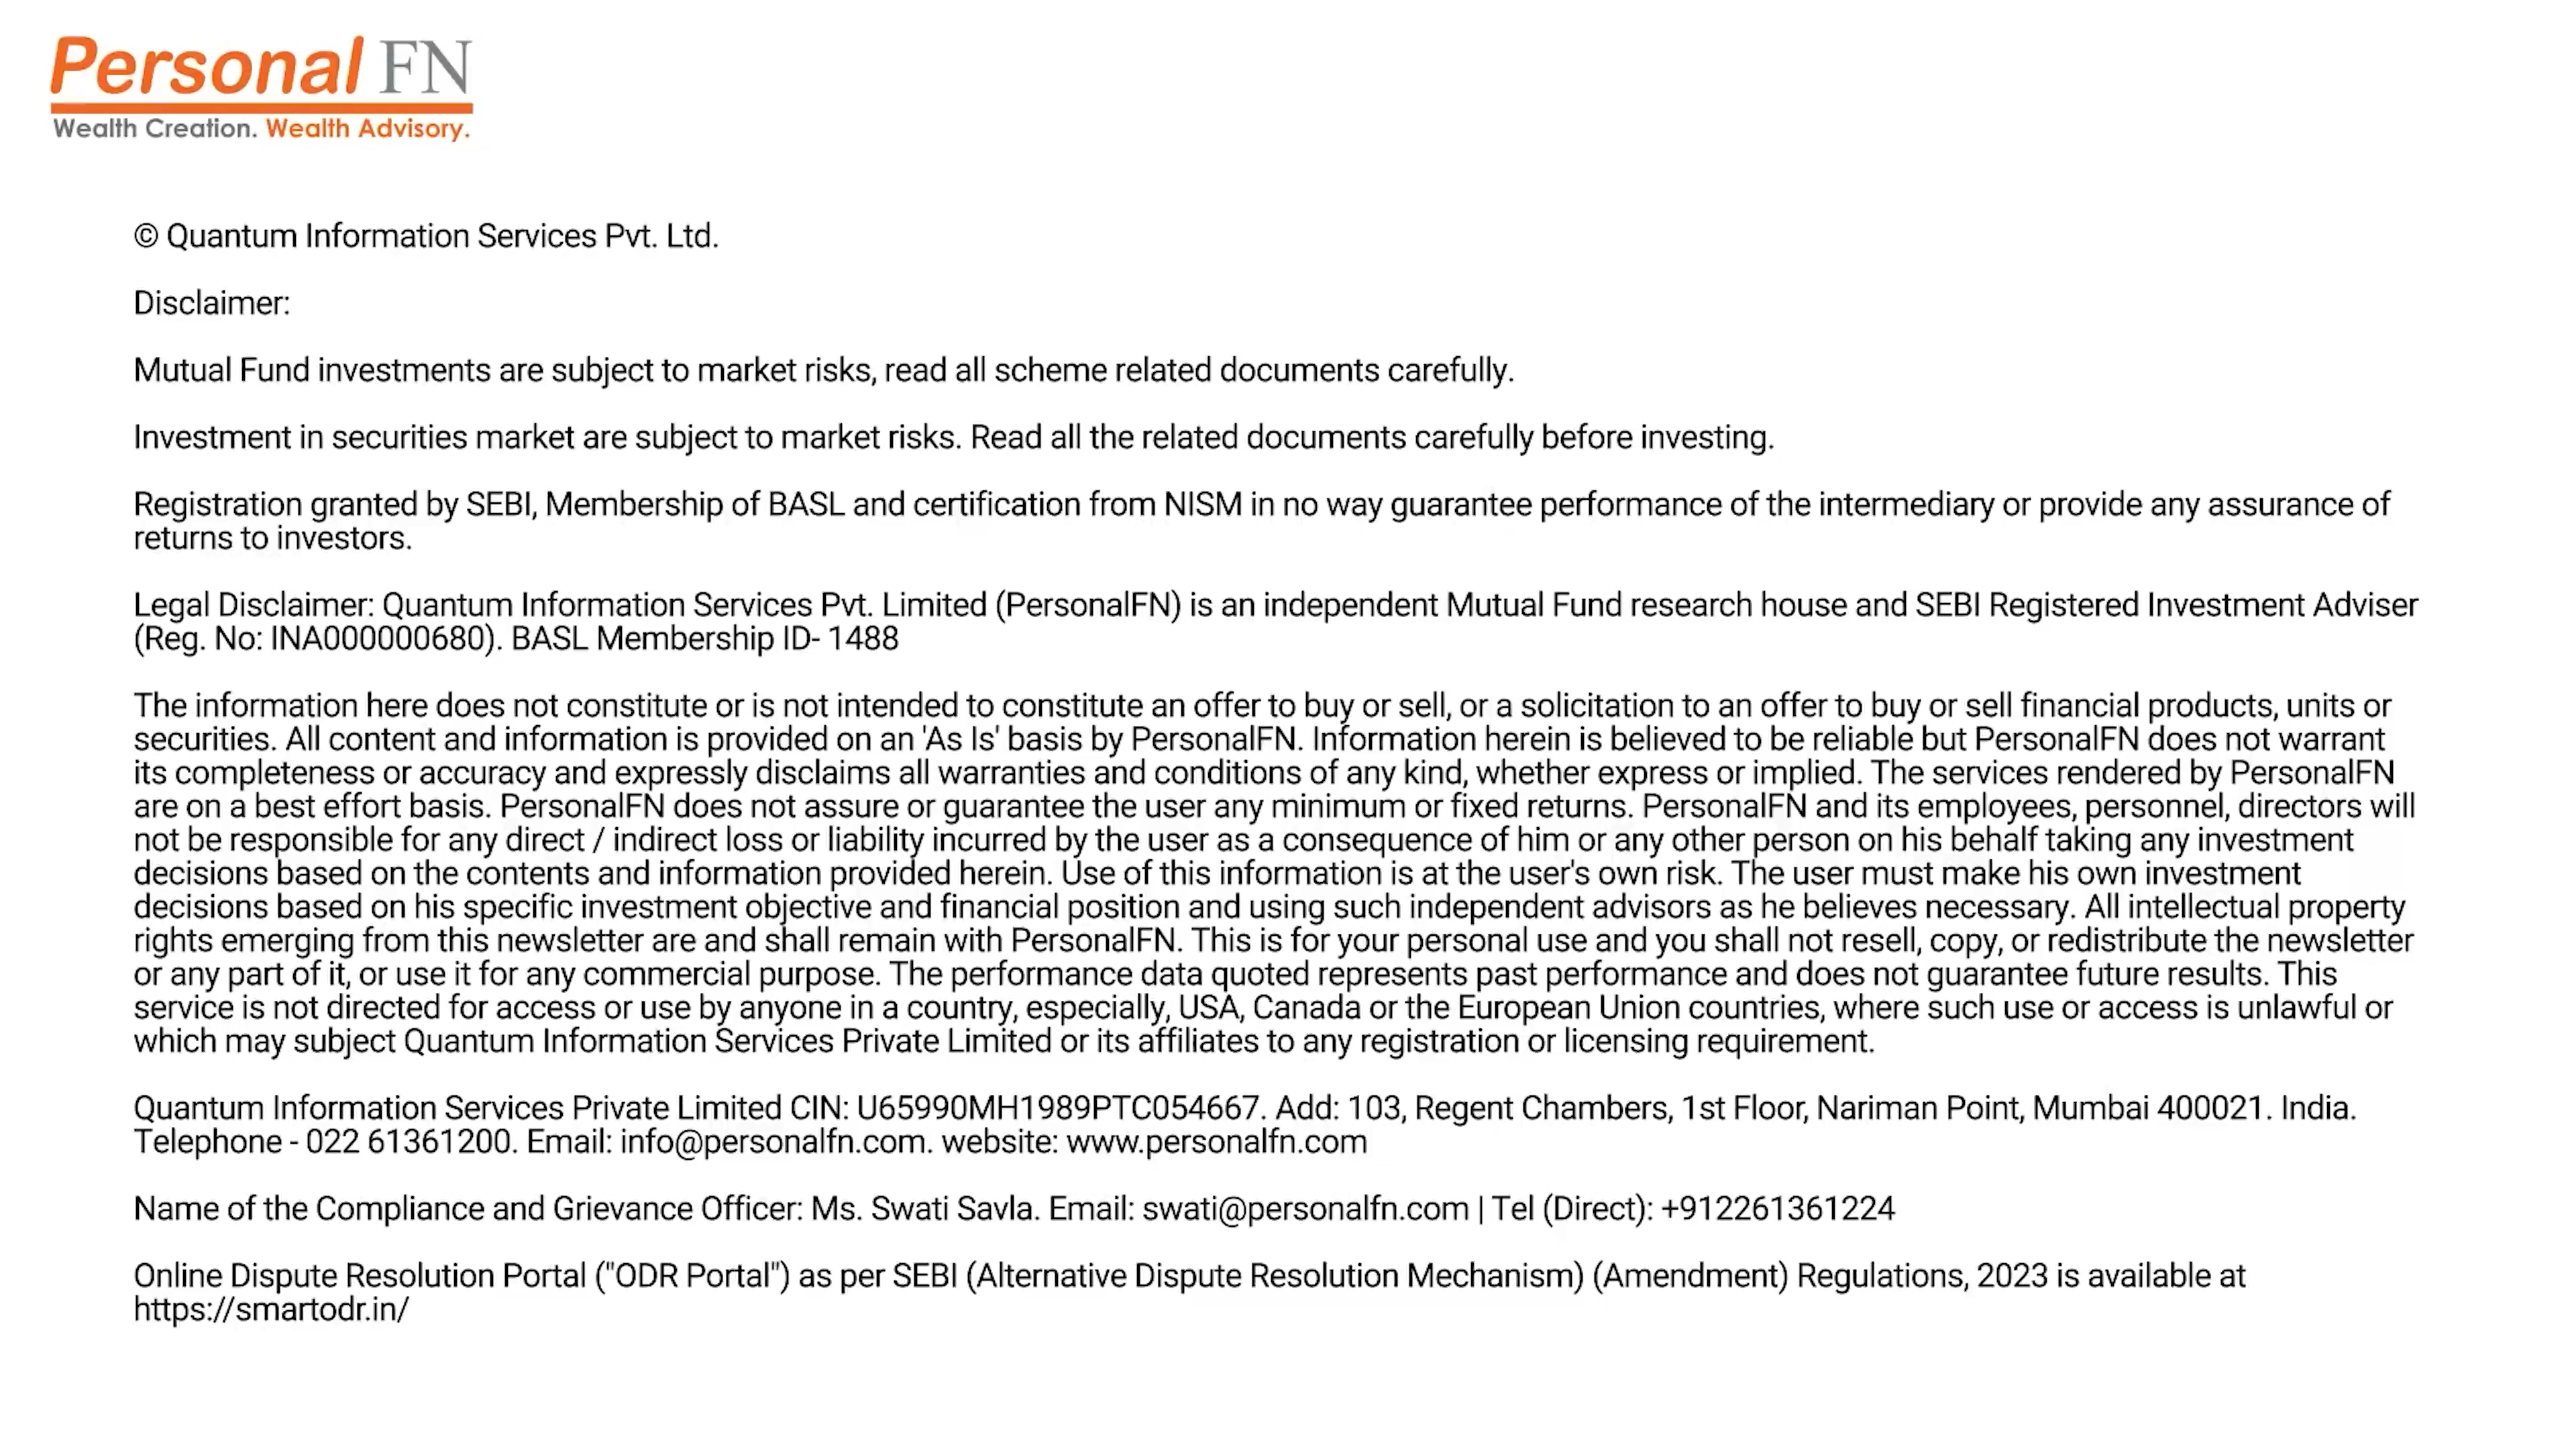 Personal FN
Wealth Creation. Wealth Advisory.
© Quantum Information Services Pvt. Ltd.
Disclaimer:
Mutual Fund investments are subject to market risks, read all scheme related documents carefully.
Investment in securities market are subject to market risks. Read all the related documents carefully before investing.
Registration granted by SEBI, Membership of BASL and certification from NISM in no way guarantee performance of the intermediary or provide any assurance of
returns to investors.
Legal Disclaimer: Quantum Information Services Pvt. Limited (PersonalFN) is an independent Mutual Fund research house and SEBI Registered Investment Adviser
(Reg. No: INA000000680). BASL Membership ID- 1488
The information here does not constitute or is not intended to constitute an offer to buy or sell, or a solicitation to an offer to buy or sell financial products, units or
securities. All content and information is provided on an 'As Is' basis by PersonalFN. Information herein is believed to be reliable but PersonalFN does not warrant
its completeness or accuracy and expressly disclaims all warranties and conditions of any kind, whether express or implied. The services rendered by PersonalFN
are on a best effort basis. PersonalFN does not assure or guarantee the user any minimum or fixed returns. PersonalFN and its employees, personnel, directors will
not be responsible for any direct / indirect loss or liability incurred by the user as a consequence of him or any other person on his behalf taking any investment
decisions based on the contents and information provided herein. Use of this information is at the user's own risk. The user must make his own investment
decisions based on his specific investment objective and financial position and using such independent advisors as he believes necessary. All intellectual property
rights emerging from this newsletter are and shall remain with PersonalFN. This is for your personal use and you shall not resell, copy, or redistribute the newsletter
or any part of it, or use it for any commercial purpose. The performance data quoted represents past performance and does not guarantee future results. This
service is not directed for access or use by anyone in a country, especially, USA, Canada or the European Union countries, where such use or access is unlawful or
which may subject Quantum Information Services Private Limited or its affiliates to any registration or licensing requirement.
Quantum Information Services Private Limited CIN: U65990MH1989PTC054667. Add: 103, Regent Chambers, 1st Floor, Nariman Point, Mumbai 400021. India.
Telephone - 022 61361200. Email: info@personalfn.com. website: www.personalfn.com
Name of the Compliance and Grievance Officer: Ms. Swati Savla. Email: swati@personalfn.com | Tel (Direct): +912261361224
Online Dispute Resolution Portal ("ODR Portal") as per SEBI (Alternative Dispute Resolution Mechanism) (Amendment) Regulations, 2023 is available at
https://smartodr.in/